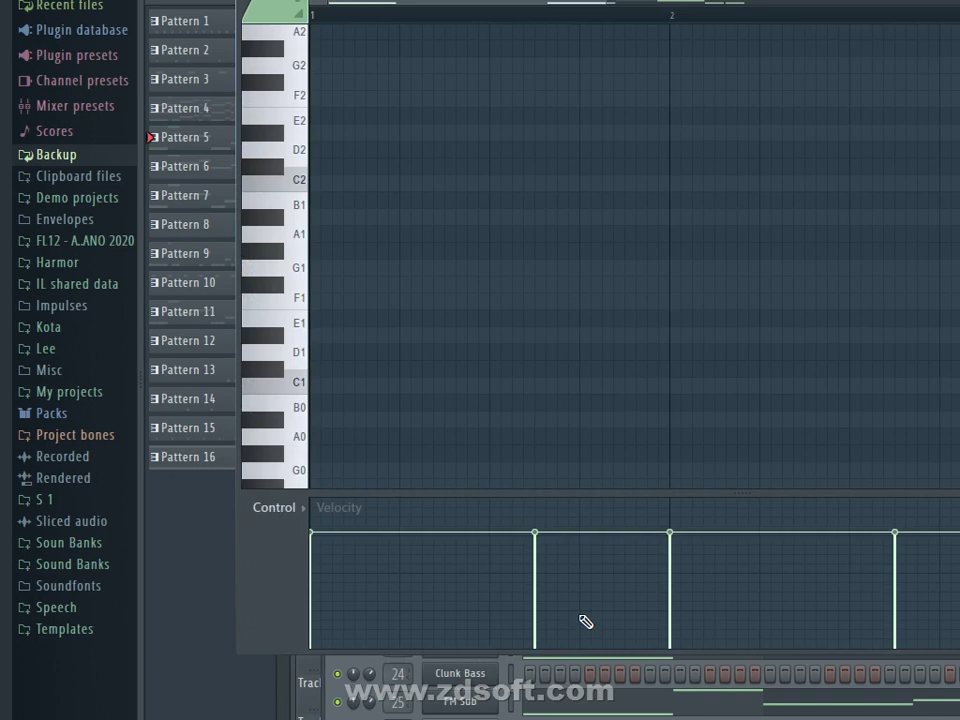 Recent files
Plugin database
Plugin presets
Channel presets
Mixer presets
Scores
Backup
Clipboard files
Demo projects
Envelopes
FL12 - A..ANO 2020
Harmor
IL shared data
Impulses
Kota
Lee
Misc
My projects
Packs
Project bones
Recorded
Rendered
S 1
Sliced audio
Soun Banks
Sound Banks
Soundfonts
Speech
Templates
Pattern 1
Pattern 2
Pattern 3
Pattern 4
Pattern 5
Pattern 6
Pattern 7
Pattern 8
Pattern 9
Pattern 10
Pattern 11
Pattern 12
Pattern 13
Pattern 14
Pattern 15
Pattern 16
1 2
A2
G2
F2
E2
D2
C2
B1
A1
G1
F1
E1
D1
C1
B0
A0
G0
Control Velocity
Track 24 Clunk Bass
25 FM Sub
www.zdsoft.com